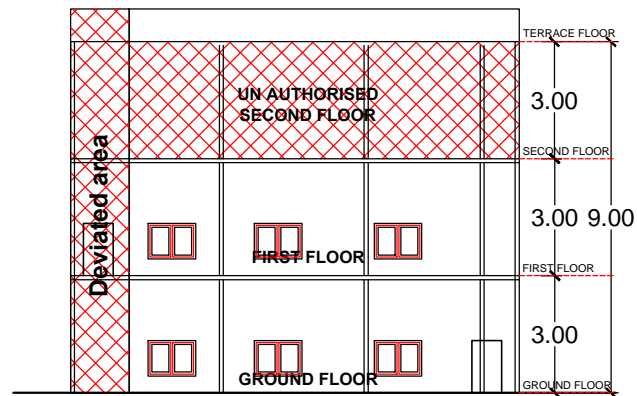 TERRACE FLOOR
UN AUTHORISED
SECOND FLOOR
3.00
SECOND FLOOR
Deviated area
3.00 9.00
FIRST FLOOR
FIRST FLOOR
3.00
GROUND FLOOR
GROUND FLOOR